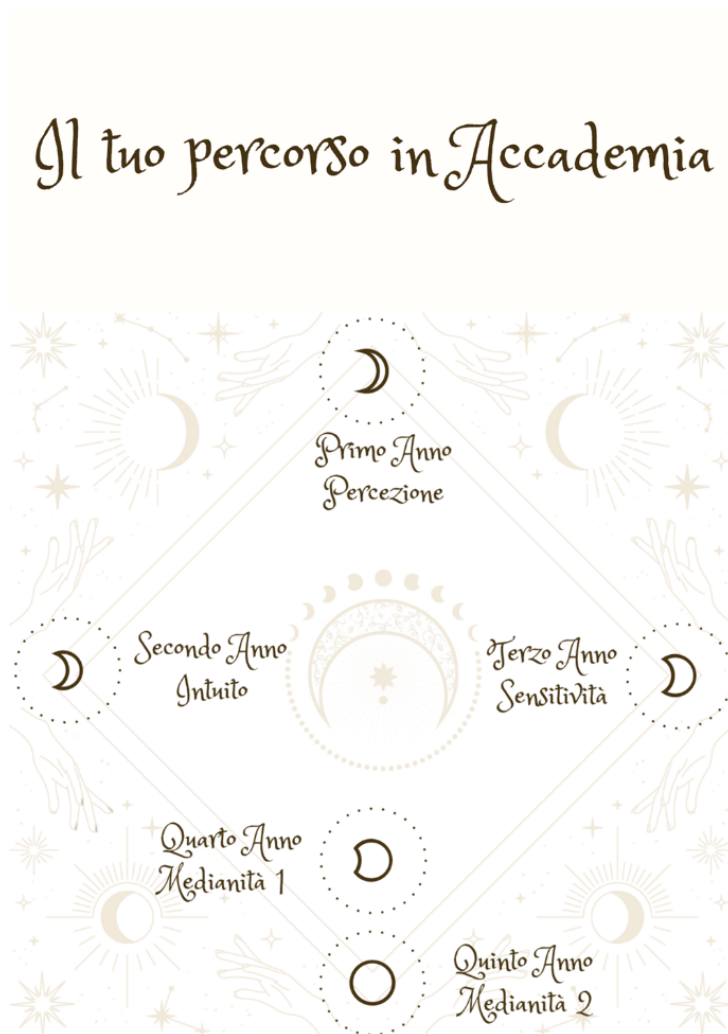 Il tuo percorso in Accademia
Primo Anno
Percezione
Secondo Anno
Intuito
Terzo Anno
Sensitività
Quarto Anno
Medianità 1
Quinto Anno
Medianità 2